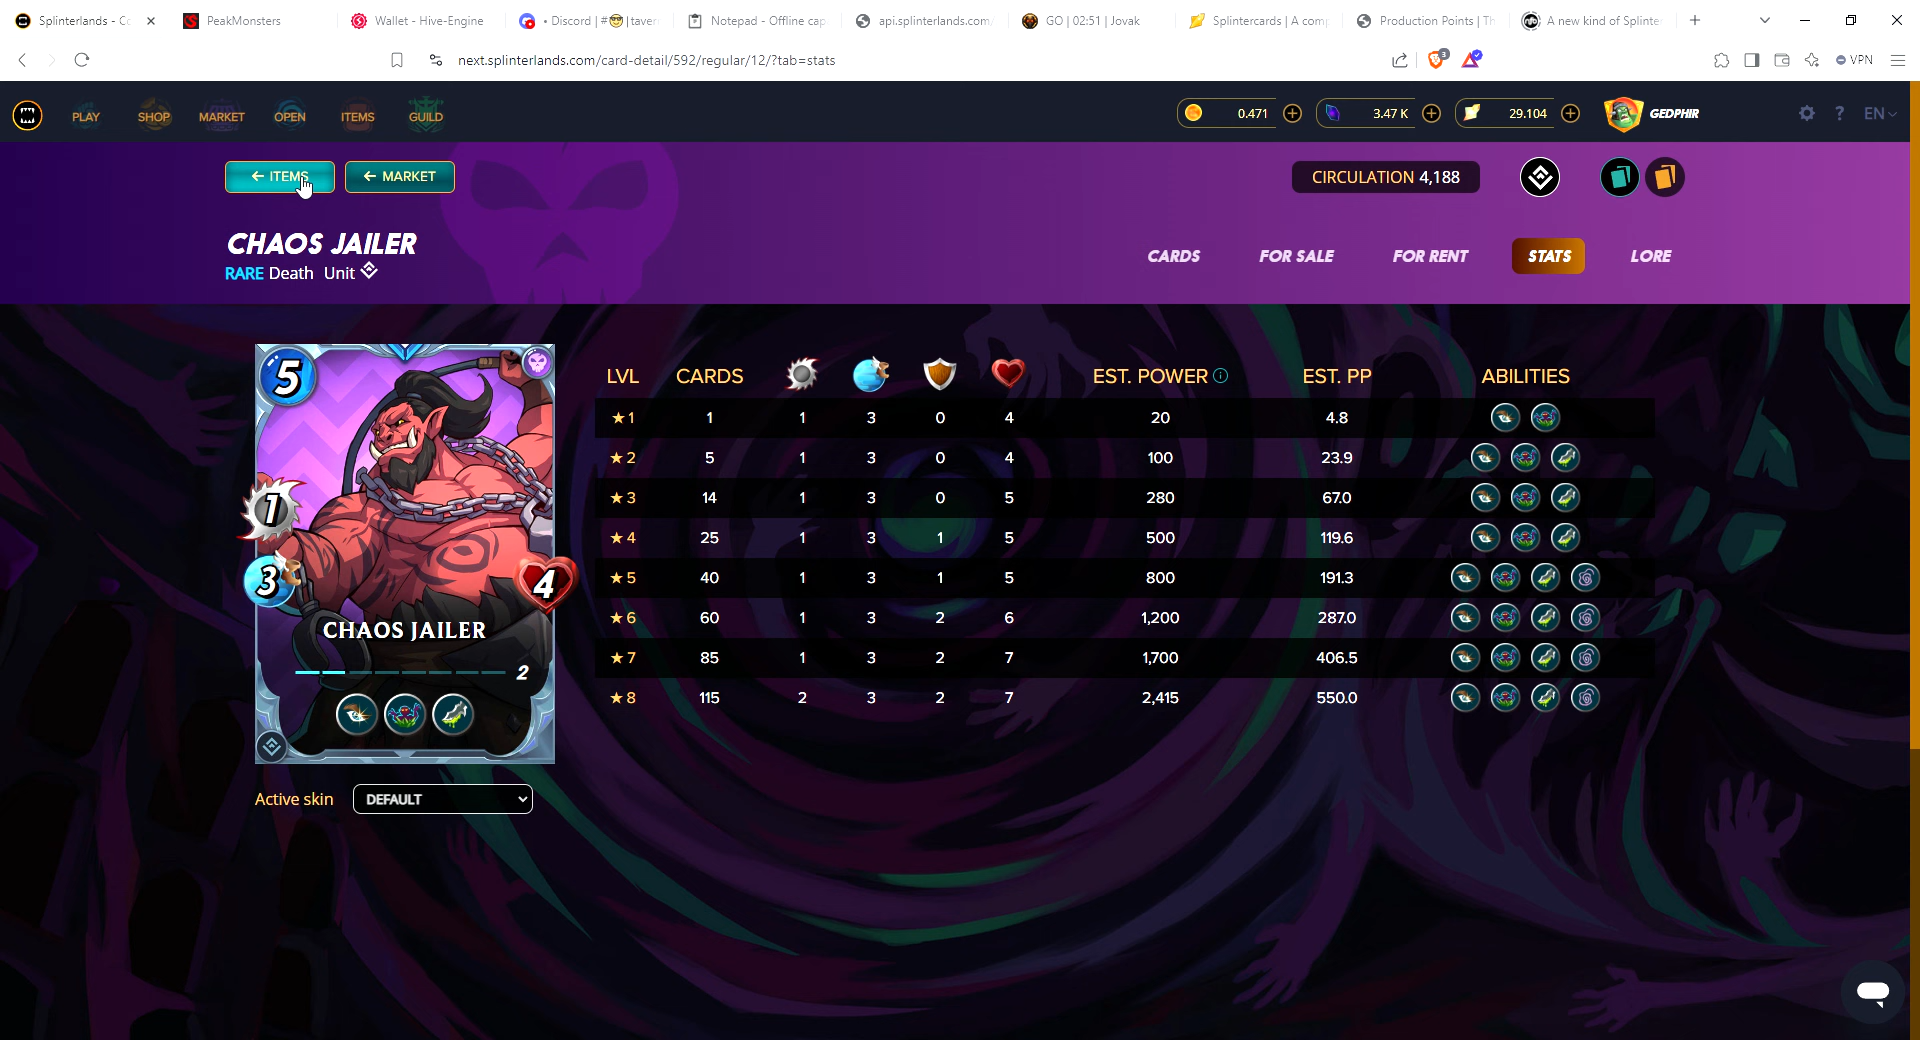 Splinterlands - Co
PeakMonsters
Wallet - Hive-Engine
• Discord | #😎|taver
Notepad - Offline cap
api.splinterlands.com/
GO | 02:51 | Jovak
Splintercards | A comp
Production Points | Th
A new kind of Splinte
next.splinterlands.com/card-detail/592/regular/12/?tab=stats
3
VPN
PLAY SHOP MARKET OPEN ITEMS GUILD
0.471 3.47 K 29.104 GEDPHIR ? EN
← ITEMS ← MARKET CIRCULATION 4,188
CHAOS JAILER
RARE Death Unit
CARDS FOR SALE FOR RENT STATS LORE
5
1
3
4
CHAOS JAILER
2
Active skin DEFAULT
LVL CARDS EST. POWER EST. PP ABILITIES
★ 1 1 1 3 0 4 20 4.8
★ 2 5 1 3 0 4 100 23.9
★ 3 14 1 3 0 5 280 67.0
★ 4 25 1 3 1 5 500 119.6
★ 5 40 1 3 1 5 800 191.3
★ 6 60 1 3 2 6 1,200 287.0
★ 7 85 1 3 2 7 1,700 406.5
★ 8 115 2 3 2 7 2,415 550.0